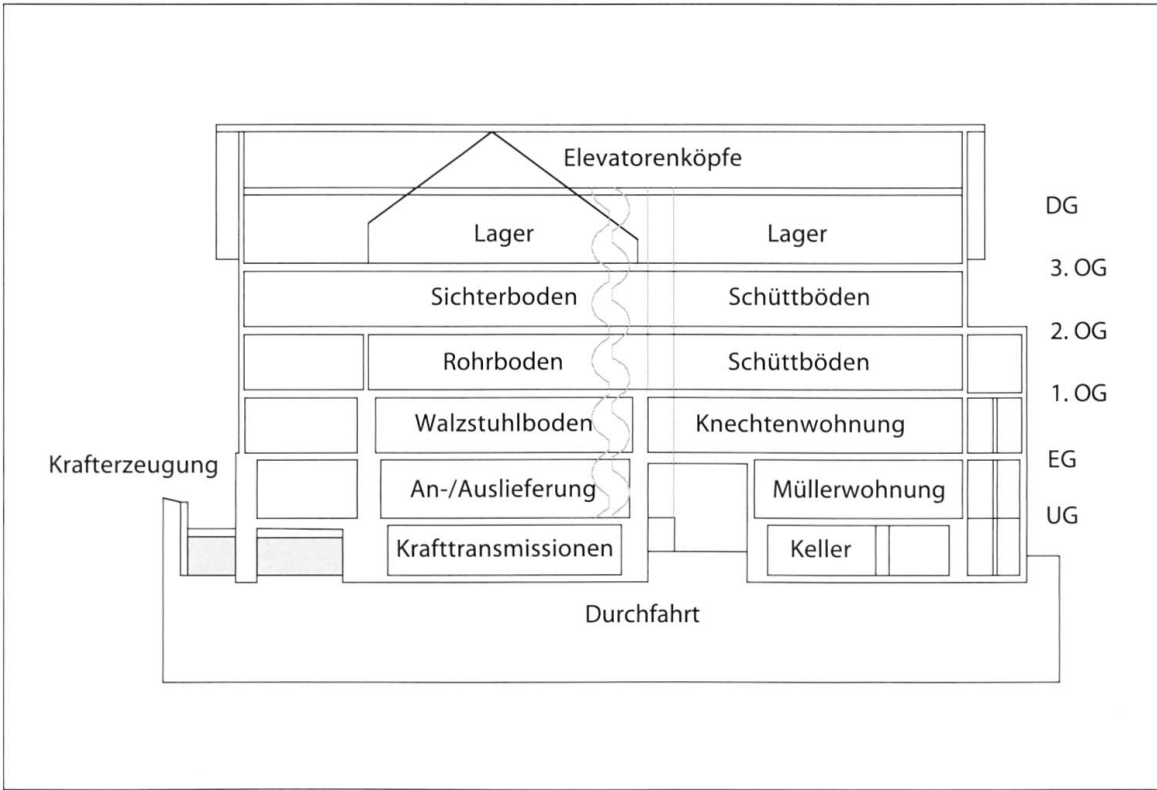 Elevatorenköpfe
DG
Lager Lager
3. OG
Sichterboden Schüttböden
2. OG
Rohrboden Schüttböden
1. OG
Walzstuhlboden Knechtenwohnung
EG
Krafterzeugung
An-/Auslieferung Müllerwohnung
UG
Krafttransmissionen Keller
Durchfahrt